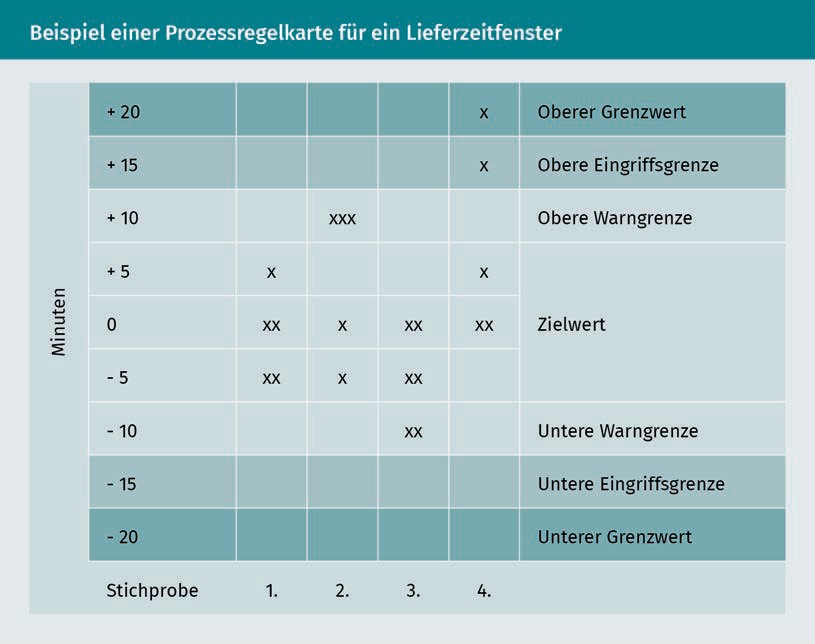 Beispiel einer Prozessregelkarte für ein Lieferzeitfenster
Minuten
+ 20 x Oberer Grenzwert
+ 15 x Obere Eingriffsgrenze
+ 10 xxx Obere Warngrenze
+ 5 x x
0 xx x xx xx Zielwert
- 5 xx x xx
- 10 xx Untere Warngrenze
- 15 Untere Eingriffsgrenze
- 20 Unterer Grenzwert
Stichprobe 1. 2. 3. 4.